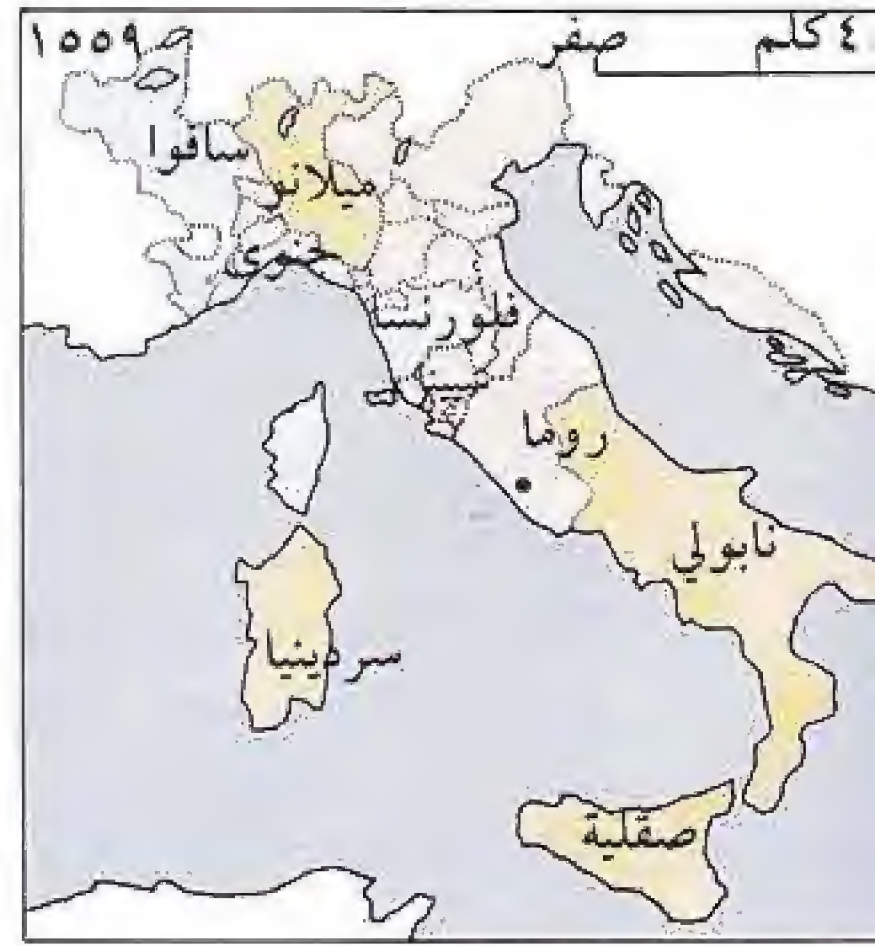 ١٥٥٩
صفر
٤ كلم
سافوا
ميلانو
جنوى
فلورنسا
روما
نابولي
سردينيا
صقلية